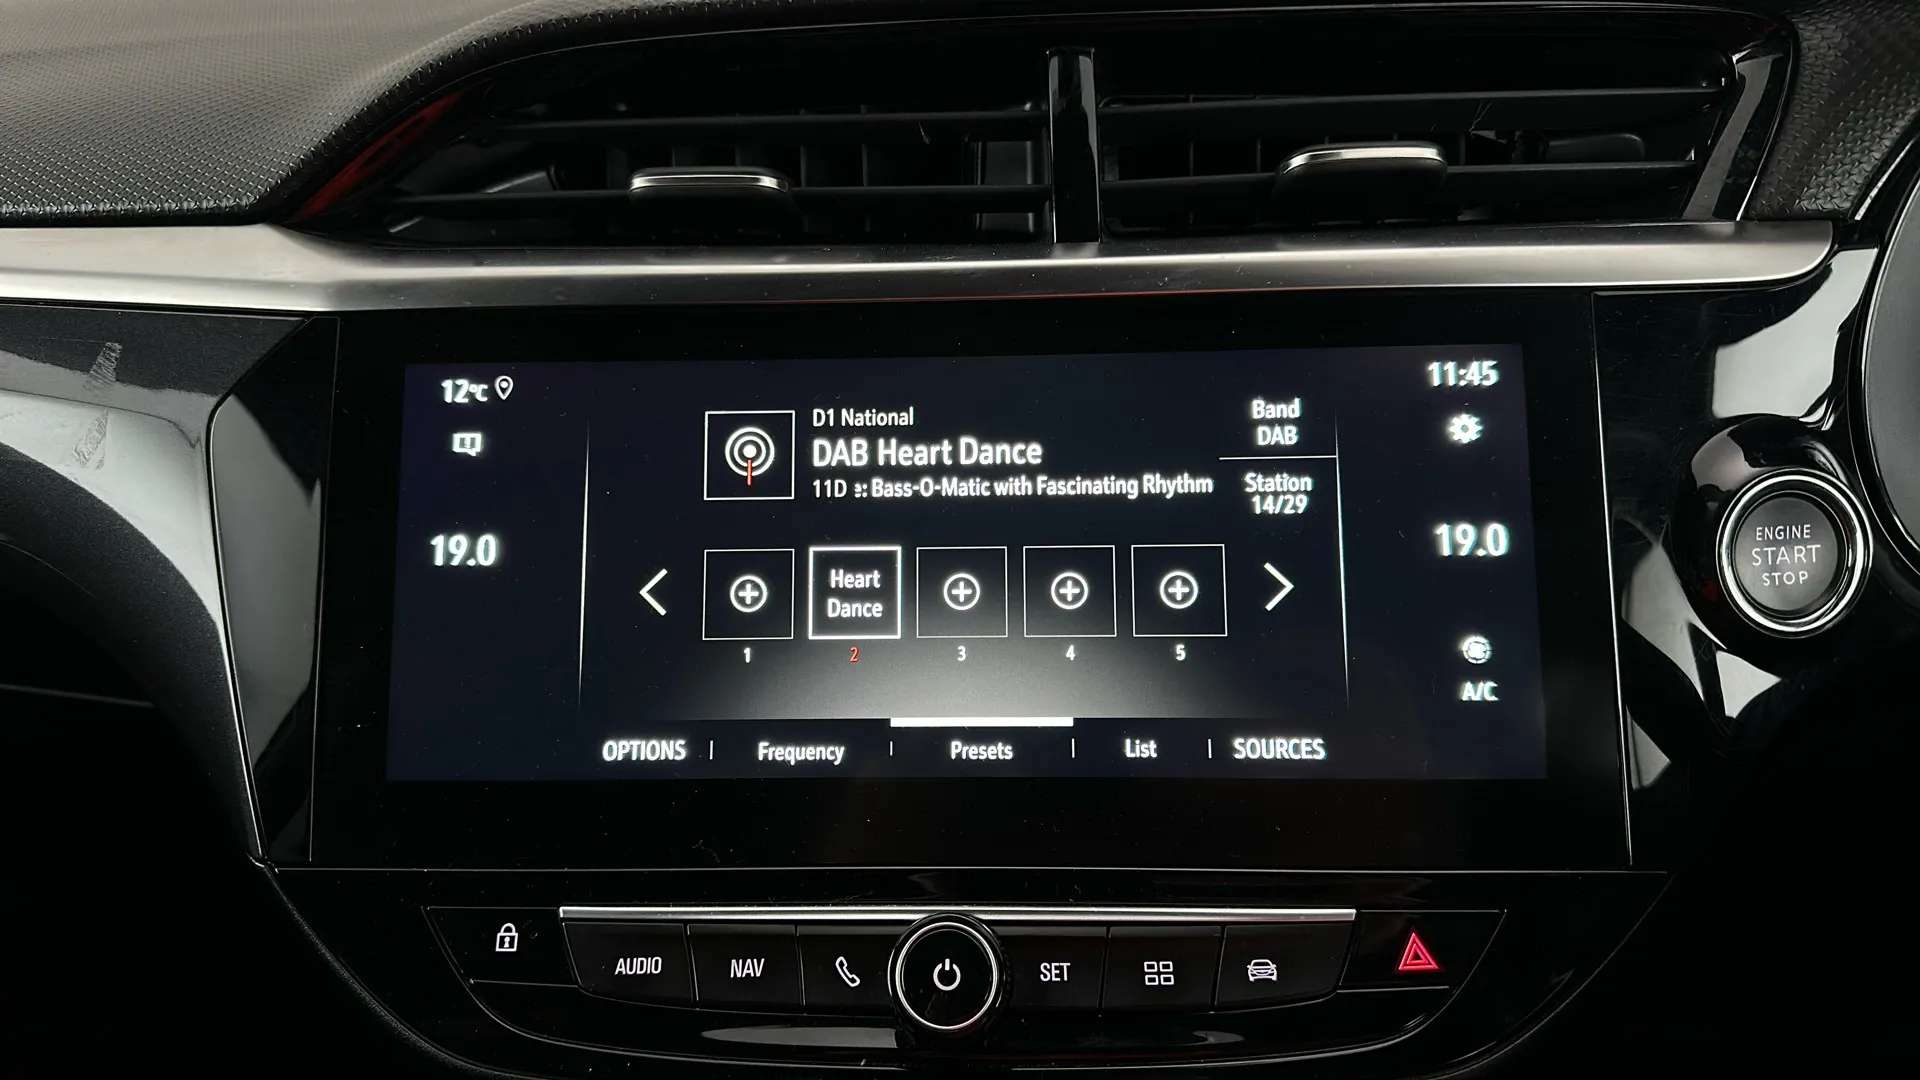 12°C
11:45
D1 National
DAB Heart Dance
11D e: Bass-O-Matic with Fascinating Rhythm
Band
DAB
Station
14/29
19.0
19.0
Heart
Dance
1
2
3
4
5
A/C
OPTIONS
Frequency
Presets
List
SOURCES
ENGINE
START
STOP
AUDIO
NAV
SET